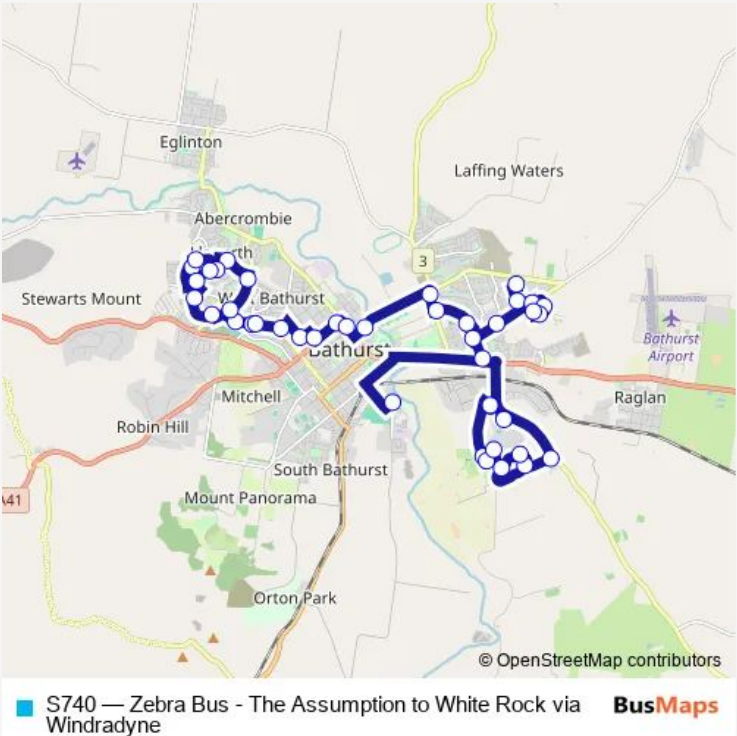 Eglinton
Laffing Waters
Abercrombie
3
Stewarts Mount
Bathurst
Bathurst
Bathurst
Airport
Mitchell
Raglan
Robin Hill
South Bathurst
A41
Mount Panorama
Orton Park
© OpenStreetMap contributors
S740 — Zebra Bus - The Assumption to White Rock via
Windradyne
BusMaps